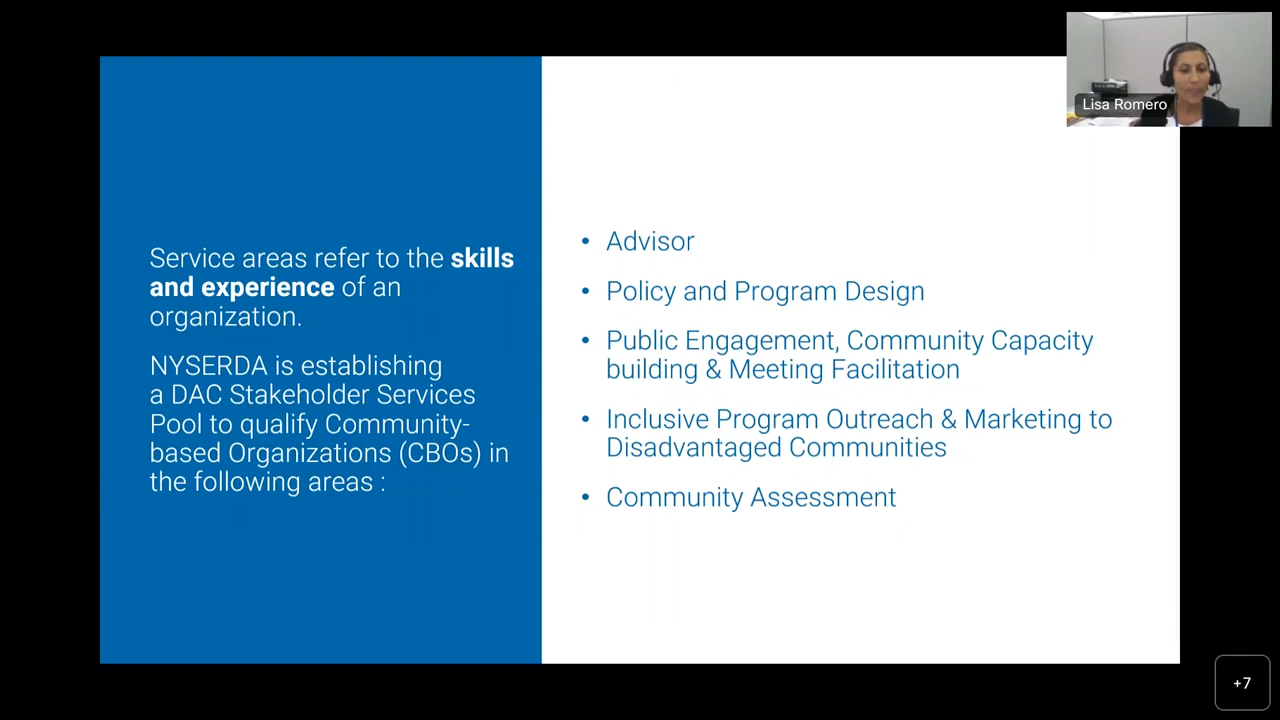 Lisa Romero
Service areas refer to the skills
and experience of an
organization.
NYSERDA is establishing
a DAC Stakeholder Services
Pool to qualify Community-
based Organizations (CBOs) in
the following areas :
• Advisor
• Policy and Program Design
• Public Engagement, Community Capacity
building & Meeting Facilitation
• Inclusive Program Outreach & Marketing to
Disadvantaged Communities
• Community Assessment
+7